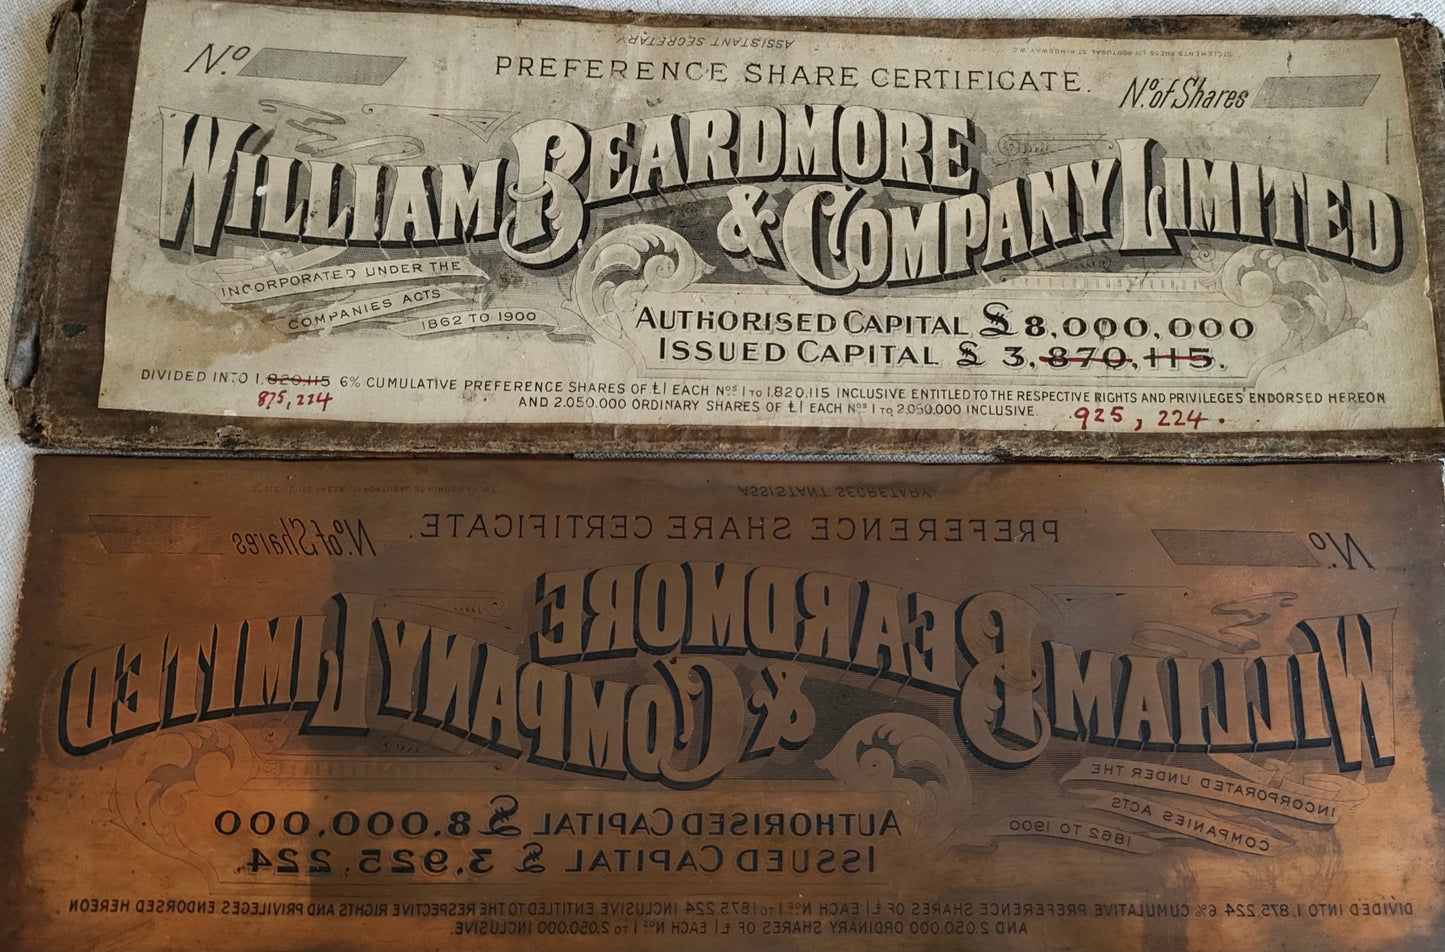 ASSISTANT SECRETARY
ST CLEMENTS PRESS LTD PORTUGAL ST KINGSWAY W.C.
No.
PREFERENCE SHARE CERTIFICATE.
No. of Shares
WILLIAM BEARDMORE
& COMPANY LIMITED
INCORPORATED UNDER THE
COMPANIES ACTS
1862 TO 1900
AUTHORISED CAPITAL £8,000,000
ISSUED CAPITAL £ 3,870,115.
DIVIDED INTO 1.820,115 6% CUMULATIVE PREFERENCE SHARES OF £1 EACH Nos 1 TO 1.820,115 INCLUSIVE ENTITLED TO THE RESPECTIVE RIGHTS AND PRIVILEGES ENDORSED HEREON
875,224
AND 2.050.000 ORDINARY SHARES OF £1 EACH Nos 1 TO 2.050.000 INCLUSIVE.
925, 224.
ASSISTANT SECRETARY
No.
PREFERENCE SHARE CERTIFICATE.
No. of Shares
WILLIAM BEARDMORE
& COMPANY LIMITED
INCORPORATED UNDER THE
COMPANIES ACTS
1862 TO 1900
AUTHORISED CAPITAL £8,000,000
ISSUED CAPITAL £ 3,925,224.
DIVIDED INTO 1.875,224 6% CUMULATIVE PREFERENCE SHARES OF £1 EACH Nos 1 TO 1.875,224 INCLUSIVE ENTITLED TO THE RESPECTIVE RIGHTS AND PRIVILEGES ENDORSED HEREON
AND 2.050.000 ORDINARY SHARES OF £1 EACH Nos 1 TO 2.050.000 INCLUSIVE.